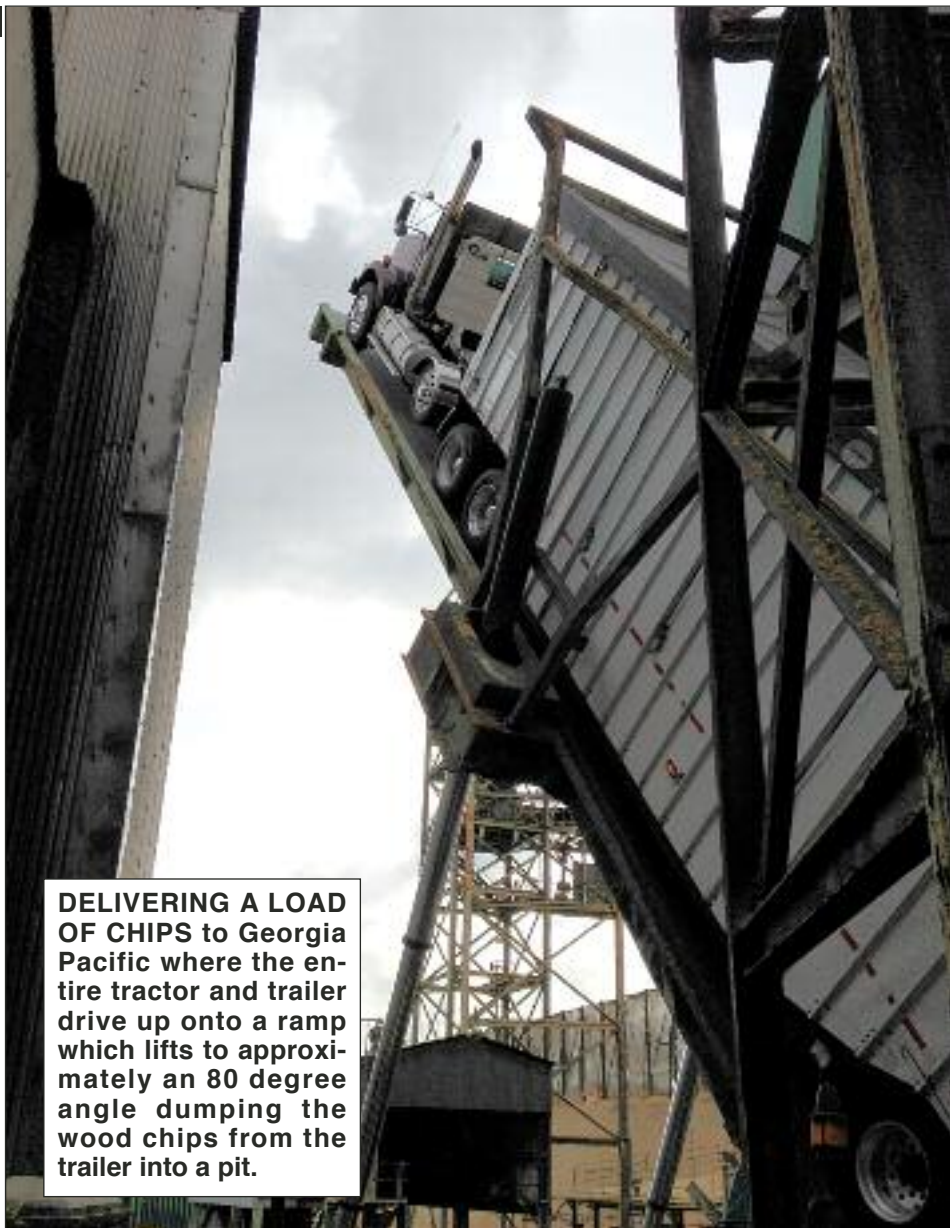 DELIVERING A LOAD
OF CHIPS to Georgia
Pacific where the en-
tire tractor and trailer
drive up onto a ramp
which lifts to approxi-
mately an 80 degree
angle dumping the
wood chips from the
trailer into a pit.